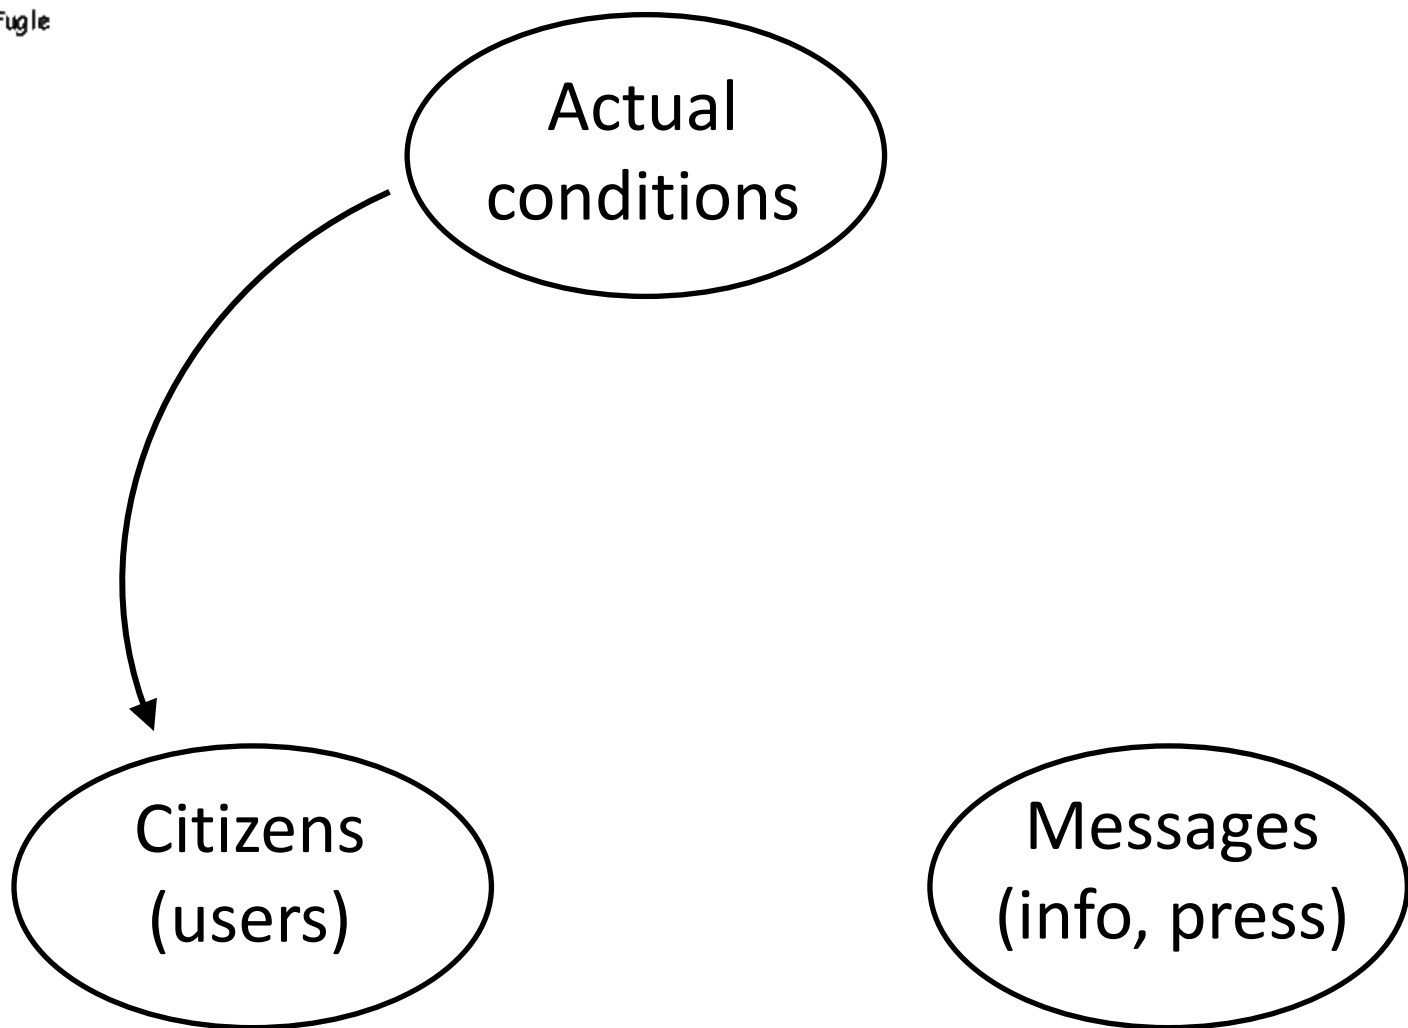 Fugle
Actual
conditions
Citizens
(users)
Messages
(info, press)